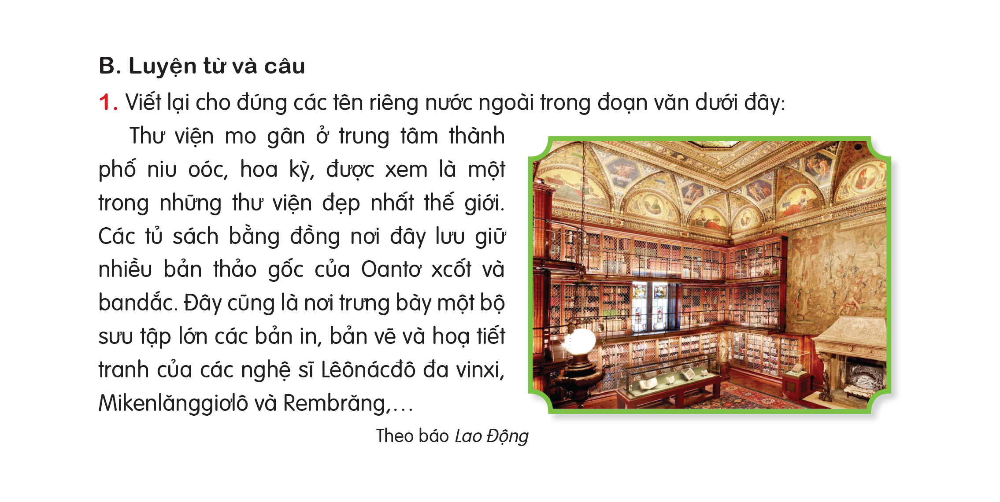 B. Luyện từ và câu
1. Viết lại cho đúng các tên riêng nước ngoài trong đoạn văn dưới đây:
Thư viện mo gân ở trung tâm thành
phố niu oóc, hoa kỳ, được xem là một
trong những thư viện đẹp nhất thế giới.
Các tủ sách bằng đồng nơi đây lưu giữ
nhiều bản thảo gốc của Oantơ xcốt và
bandắc. Đây cũng là nơi trưng bày một bộ
sưu tập lớn các bản in, bản vẽ và hoạ tiết
tranh của các nghệ sĩ Lêônácđô đa vinxi,
Mikenlănggiơlô và Rembrăng,...
Theo báo Lao Động